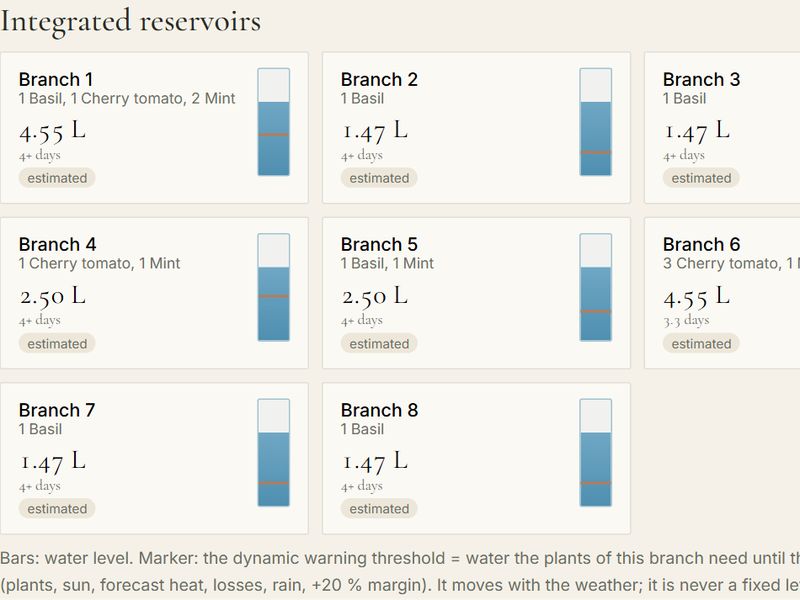 Integrated reservoirs
Branch 1
1 Basil, 1 Cherry tomato, 2 Mint
4.55 L
4+ days
estimated
Branch 2
1 Basil
1.47 L
4+ days
estimated
Branch 3
1 Basil
1.47 L
4+ days
estimated
Branch 4
1 Cherry tomato, 1 Mint
2.50 L
4+ days
estimated
Branch 5
1 Basil, 1 Mint
2.50 L
4+ days
estimated
Branch 6
3 Cherry tomato, 1
4.55 L
3.3 days
estimated
Branch 7
1 Basil
1.47 L
4+ days
estimated
Branch 8
1 Basil
1.47 L
4+ days
estimated
Bars: water level. Marker: the dynamic warning threshold = water the plants of this branch need until
(plants, sun, forecast heat, losses, rain, +20 % margin). It moves with the weather; it is never a fixed